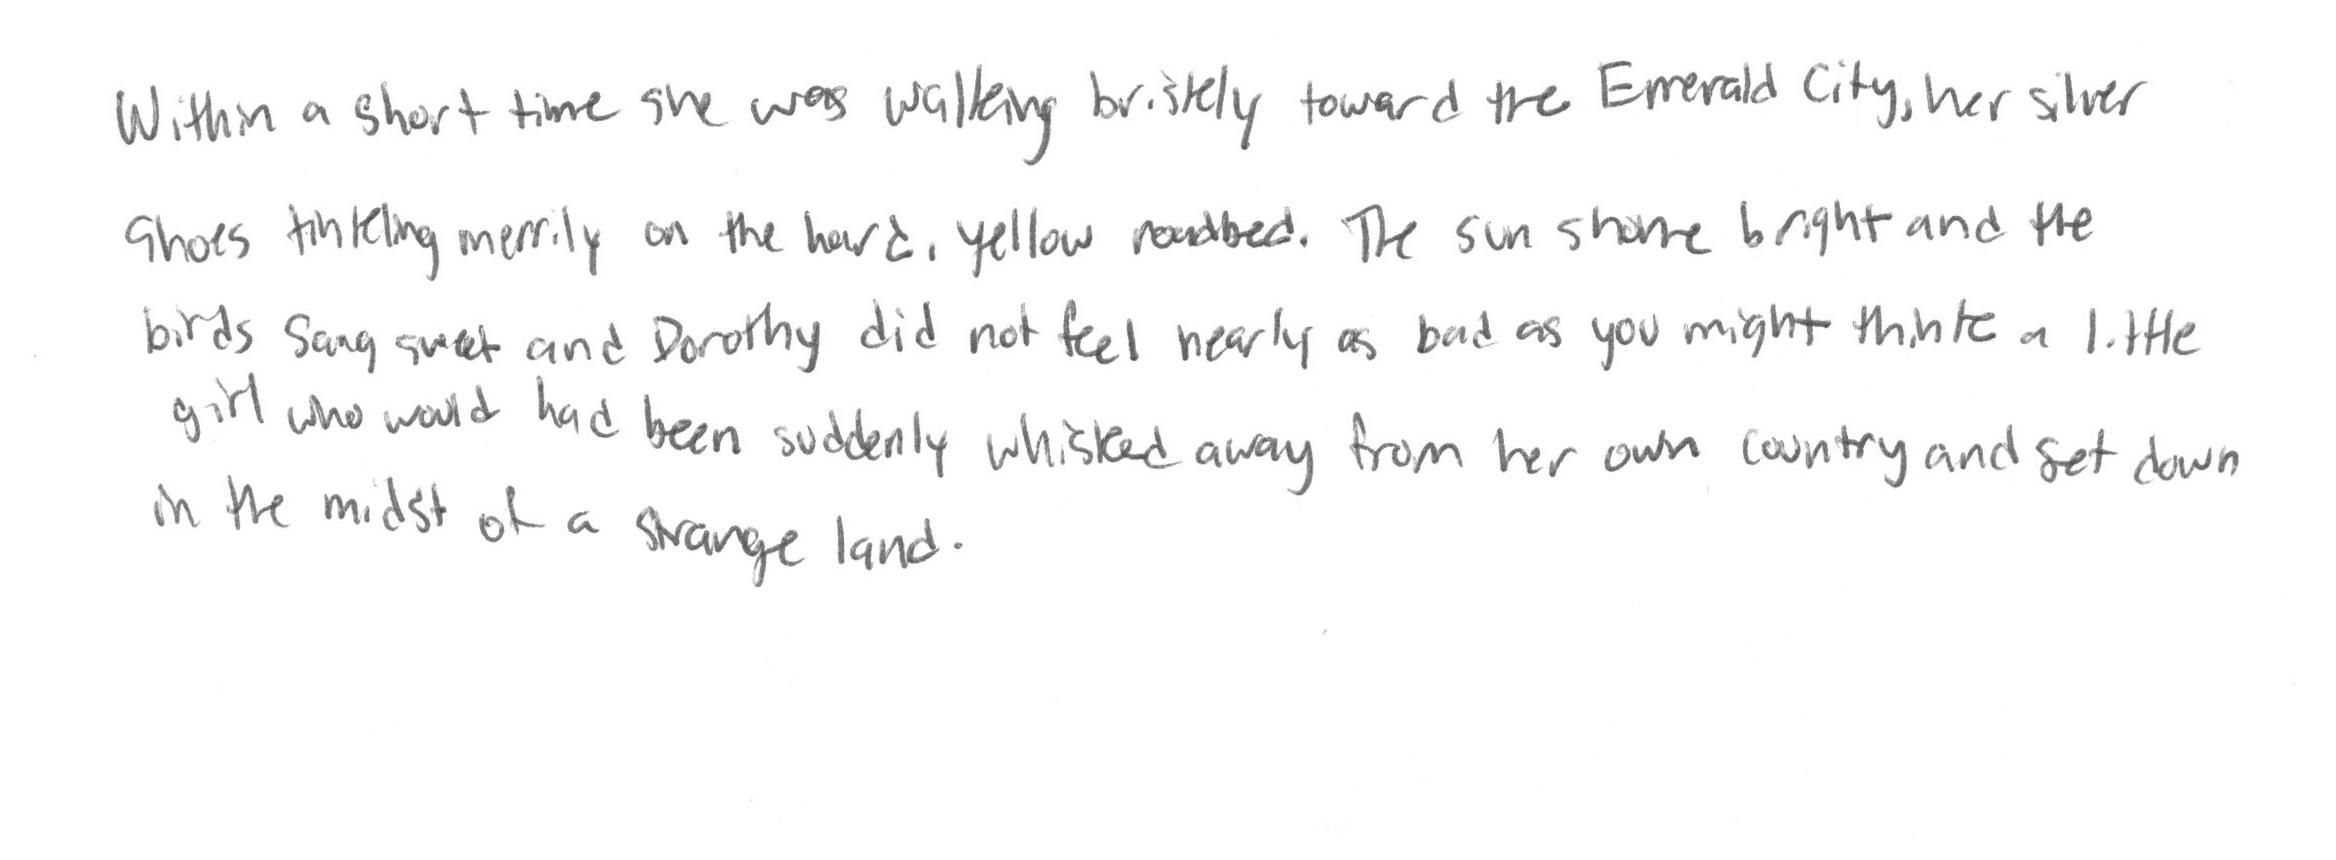 Within a short time she was walking briskly toward the Emerald City, her silver
shoes tinkling merrily on the hard, yellow roadbed. The sun shone bright and the
birds sang sweet and Dorothy did not feel nearly as bad as you might think a little
girl who would had been suddenly whisked away from her own country and set down
in the midst of a strange land.